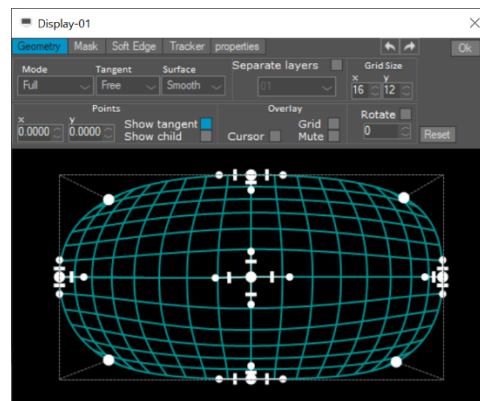 Display-01
Geometry Mask Soft Edge Tracker properties Ok
Mode Tangent Surface Separate layers Grid Size
Full Free Smooth 01 x 16 y 12
Points Overlay Rotate
x 0.0000 y 0.0000 Show tangent Grid 0
Show child Cursor Mute Reset